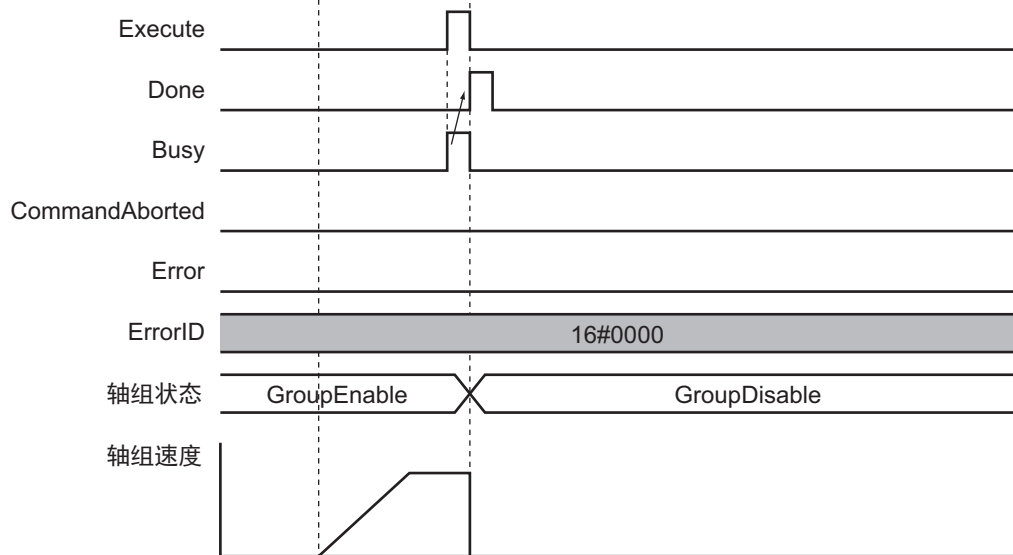 Execute
Done
Busy
CommandAborted
Error
ErrorID 16#0000
轴组状态 GroupEnable GroupDisable
轴组速度